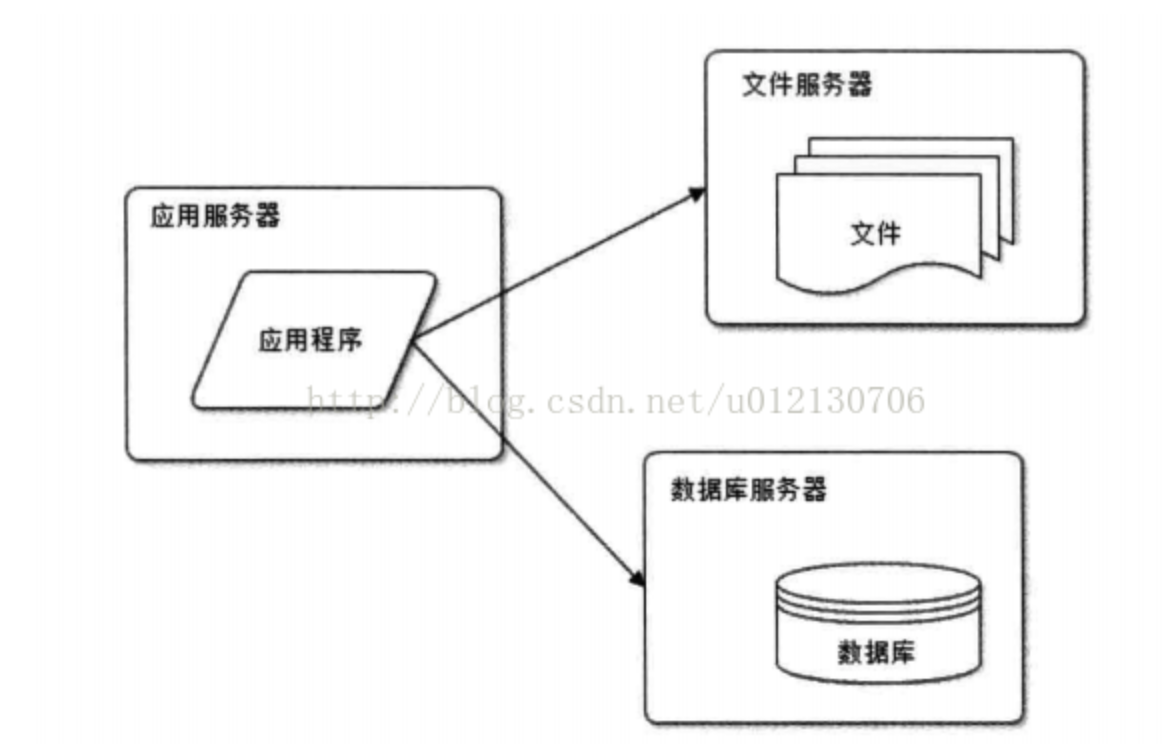 文件服务器
文件
应用服务器
应用程序
http://blog.csdn.net/u012130706
数据库服务器
数据库